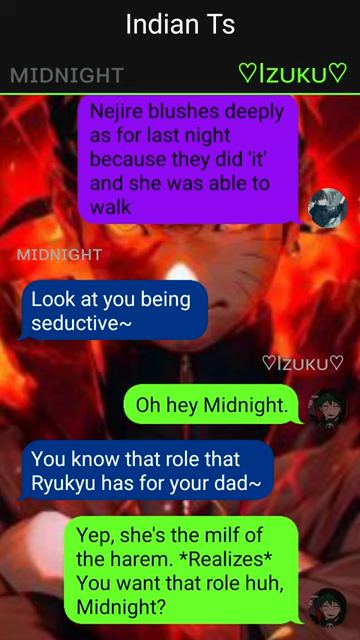 Indian Ts
MIDNIGHT
♡Izuku♡
Nejire blushes deeply
as for last night
because they did 'it'
and she was able to
walk
MIDNIGHT
Look at you being
seductive~
♡Izuku♡
Oh hey Midnight.
You know that role that
Ryukyu has for your dad~
Yep, she's the milf of
the harem. *Realizes*
You want that role huh,
Midnight?